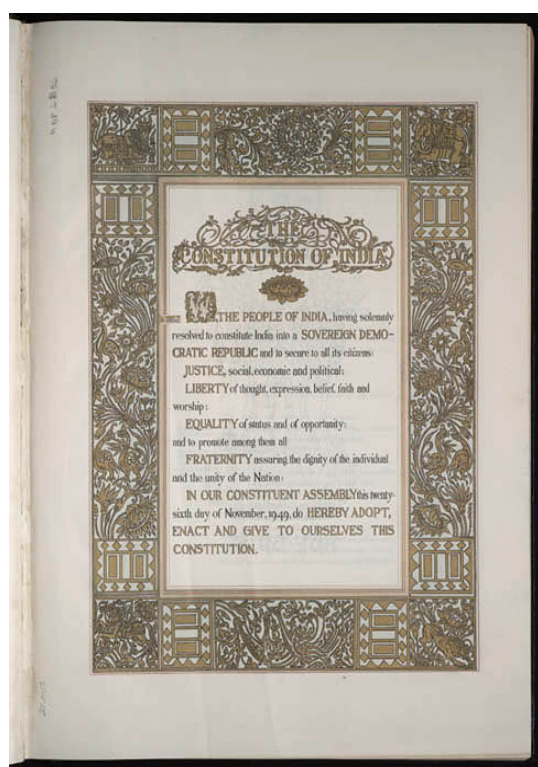 THE
CONSTITUTION OF INDIA
WE, THE PEOPLE OF INDIA, having solemnly
resolved to constitute India into a SOVEREIGN DEMO-
CRATIC REPUBLIC and to secure to all its citizens:
JUSTICE, social, economic and political;
LIBERTY of thought, expression, belief, faith and
worship;
EQUALITY of status and of opportunity;
and to promote among them all
FRATERNITY assuring the dignity of the individual
and the unity of the Nation;
IN OUR CONSTITUENT ASSEMBLY this twenty-
sixth day of November, 1949, do HEREBY ADOPT,
ENACT AND GIVE TO OURSELVES THIS
CONSTITUTION.